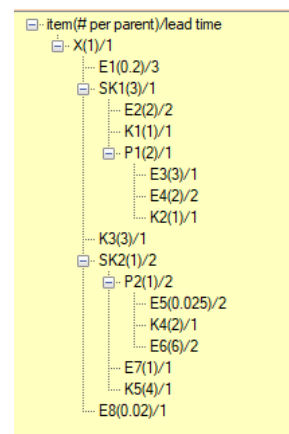 item(# per parent)/lead time
X(1)/1
E1(0.2)/3
SK1(3)/1
E2(2)/2
K1(1)/1
P1(2)/1
E3(3)/1
E4(2)/2
K2(1)/1
K3(3)/1
SK2(1)/2
P2(1)/2
E5(0.025)/2
K4(2)/1
E6(6)/2
E7(1)/1
K5(4)/1
E8(0.02)/1